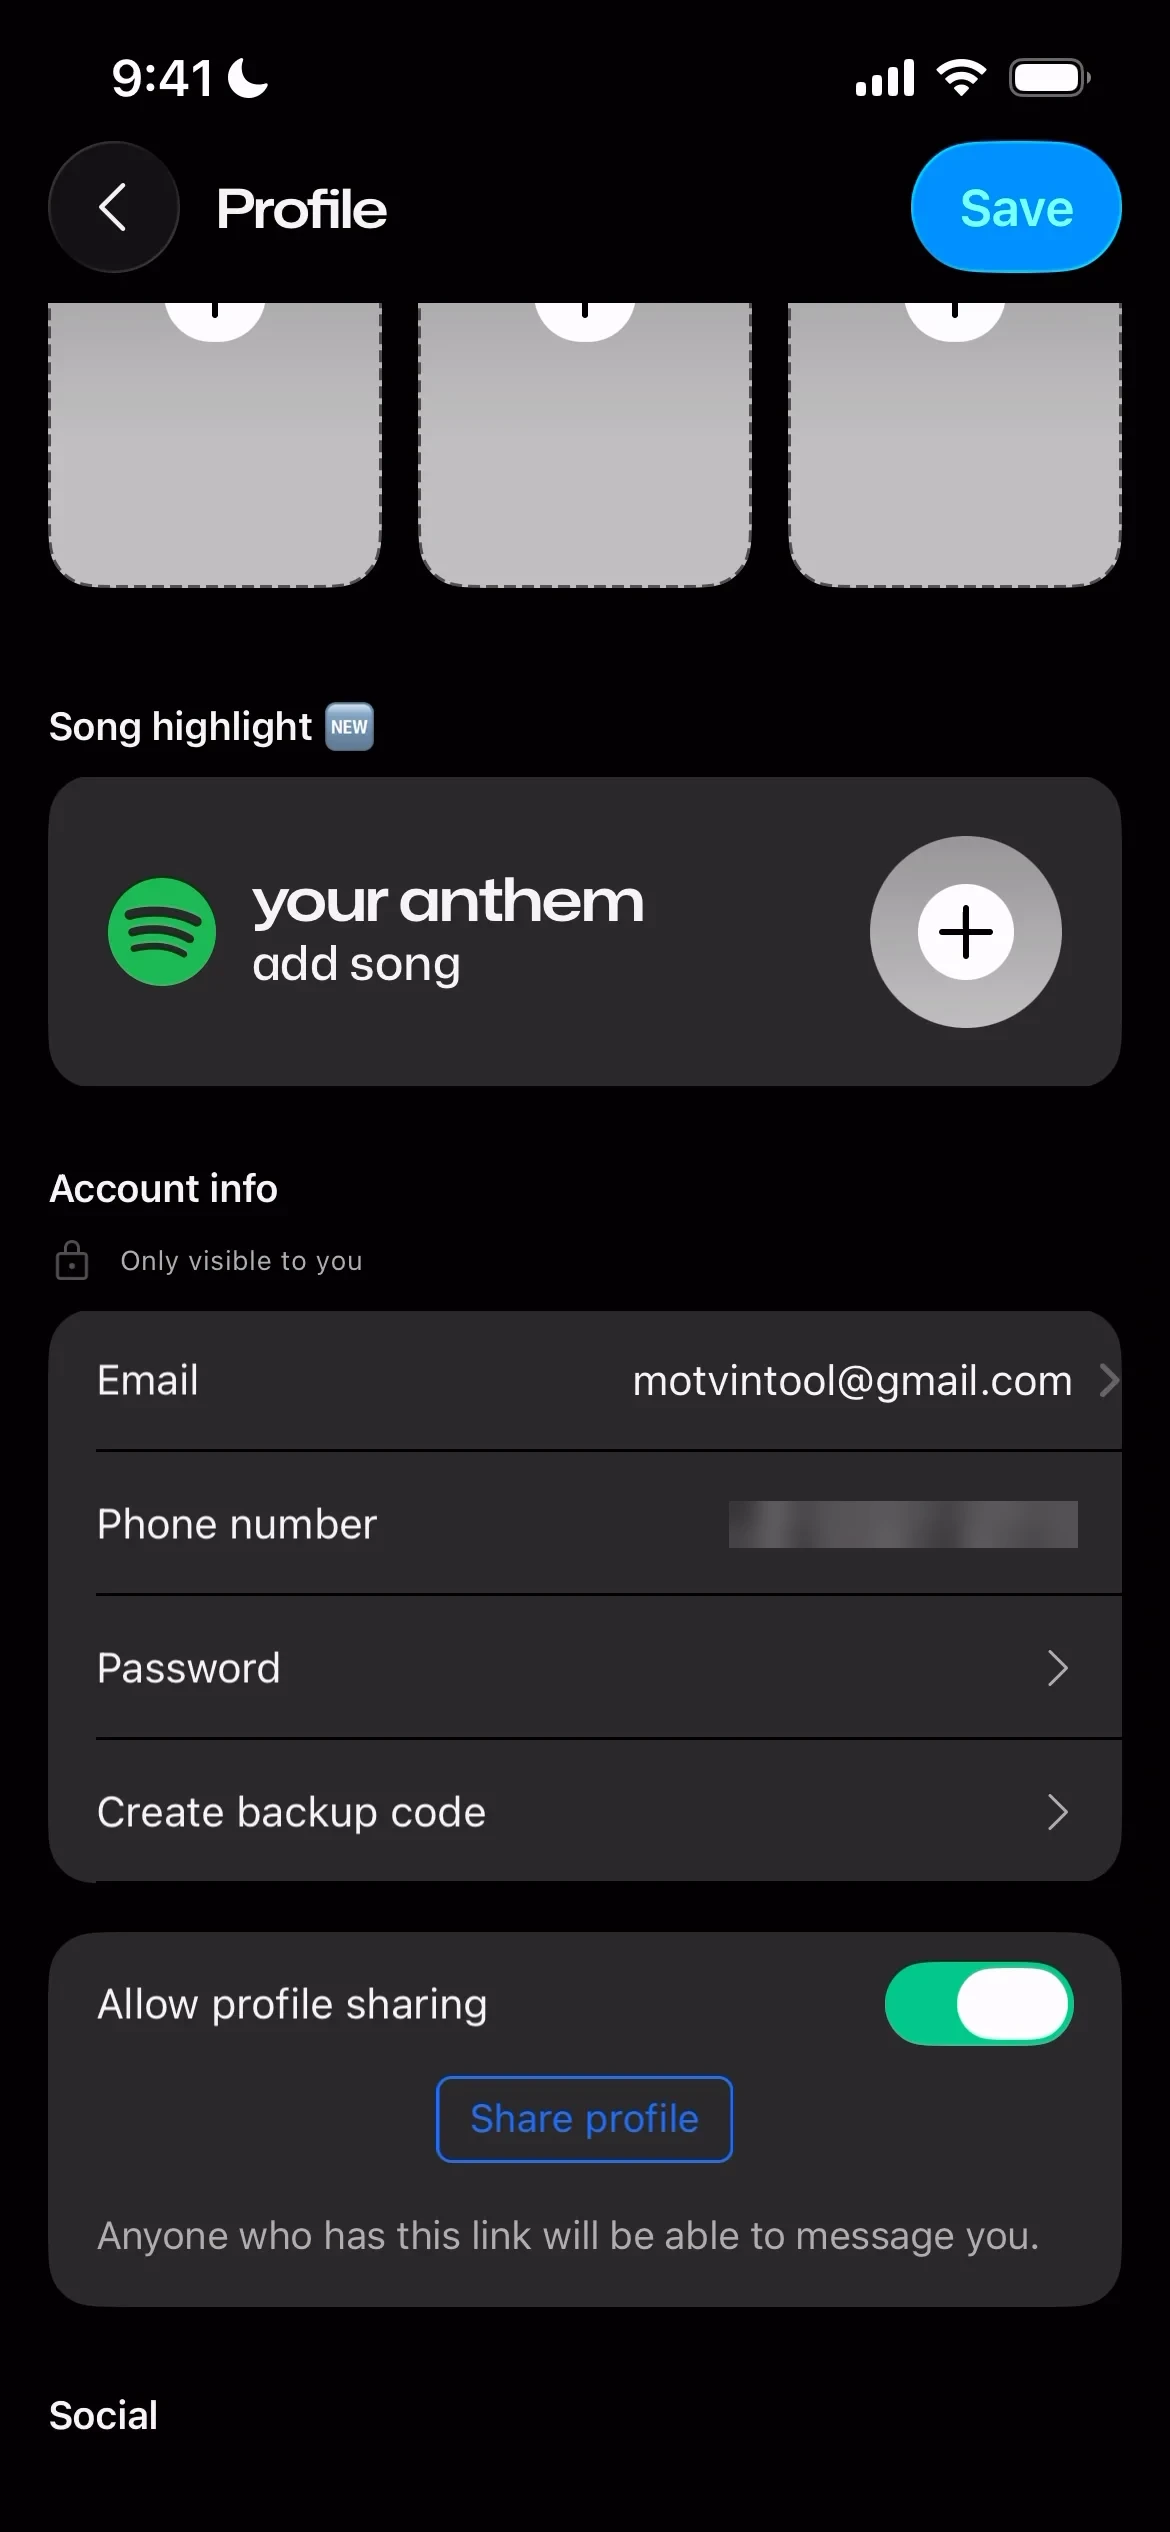 9:41
Profile
Save
Song highlight 🆕
your anthem
add song
Account info
Only visible to you
Email motvintool@gmail.com
Phone number
Password
Create backup code
Allow profile sharing
Share profile
Anyone who has this link will be able to message you.
Social